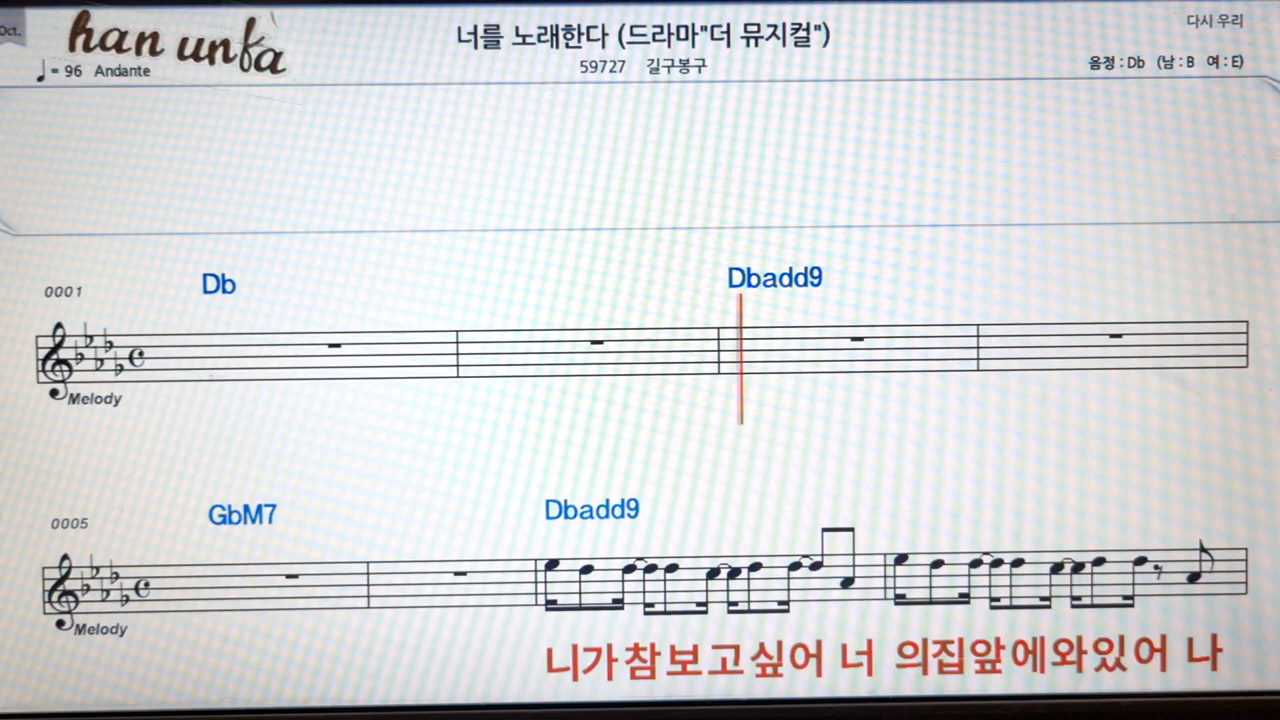 Oct.
han unfa
♩= 96 Andante
너를 노래한다 (드라마"더 뮤지컬")
59727 길구봉구
다시 우리
음정 : Db (남 : B 여 : E)
0001
Db
Dbadd9
Melody
0005
GbM7
Dbadd9
Melody
니가참보고싶어 너 의집앞에와있어 나